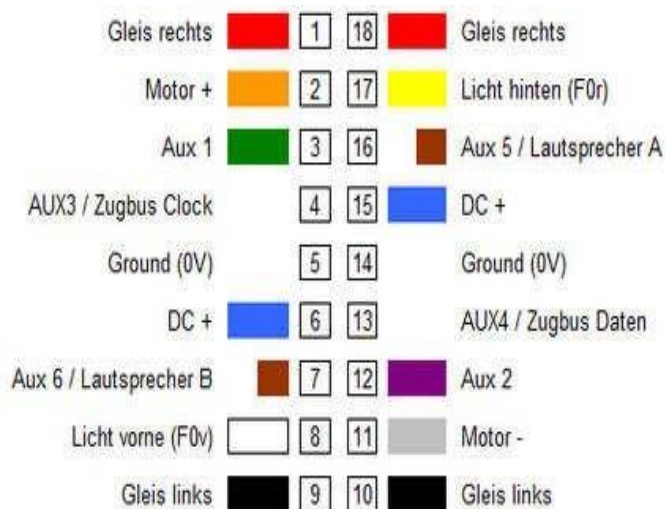 Gleis rechts 1 18 Gleis rechts
Motor + 2 17 Licht hinten (F0r)
Aux 1 3 16 Aux 5 / Lautsprecher A
AUX3 / Zugbus Clock 4 15 DC +
Ground (0V) 5 14 Ground (0V)
DC + 6 13 AUX4 / Zugbus Daten
Aux 6 / Lautsprecher B 7 12 Aux 2
Licht vorne (F0v) 8 11 Motor -
Gleis links 9 10 Gleis links